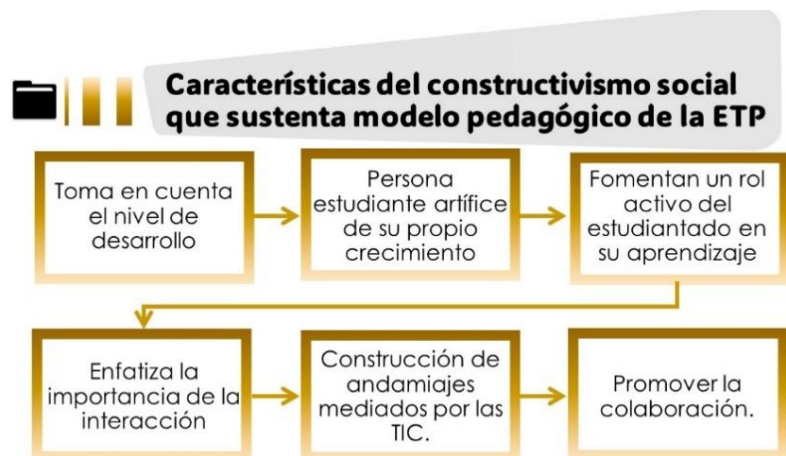 Características del constructivismo social
que sustenta modelo pedagógico de la ETP
Toma en cuenta
el nivel de
desarrollo
Persona
estudiante artífice
de su propio
crecimiento
Fomentan un rol
activo del
estudiantado en
su aprendizaje
Enfatiza la
importancia de la
interacción
Construcción de
andamiajes
mediados por las
TIC.
Promover la
colaboración.